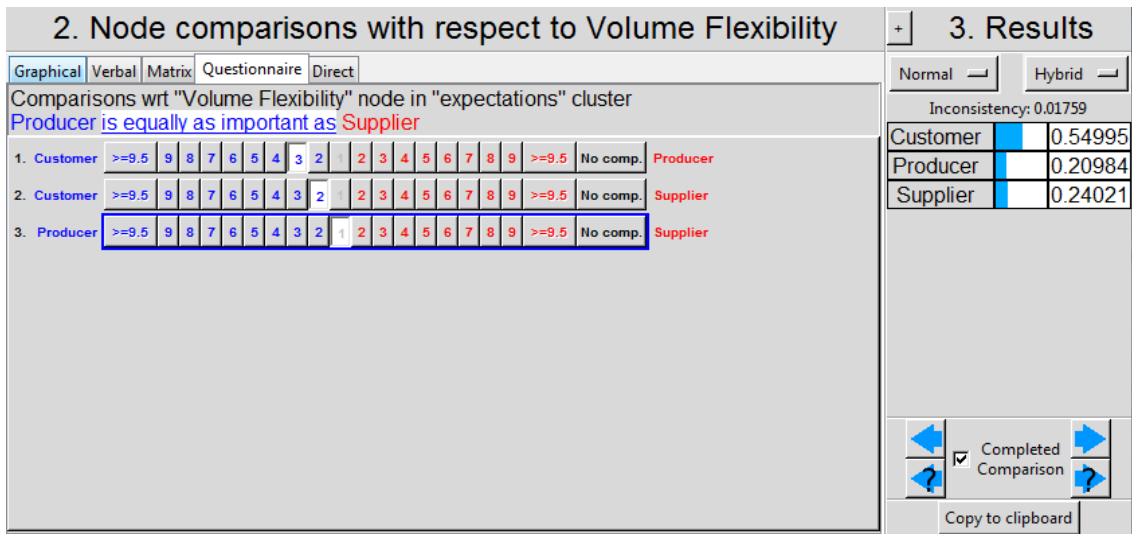 2. Node comparisons with respect to Volume Flexibility
Graphical Verbal Matrix Questionnaire Direct
Comparisons wrt "Volume Flexibility" node in "expectations" cluster
Producer is equally as important as Supplier
1. Customer >=9.5 9 8 7 6 5 4 3 2 1 2 3 4 5 6 7 8 9 >=9.5 No comp. Producer
2. Customer >=9.5 9 8 7 6 5 4 3 2 1 2 3 4 5 6 7 8 9 >=9.5 No comp. Supplier
3. Producer >=9.5 9 8 7 6 5 4 3 2 1 2 3 4 5 6 7 8 9 >=9.5 No comp. Supplier
+ 3. Results
Normal Hybrid
Inconsistency: 0.01759
Customer 0.54995
Producer 0.20984
Supplier 0.24021
Completed
Comparison
? ?
Copy to clipboard